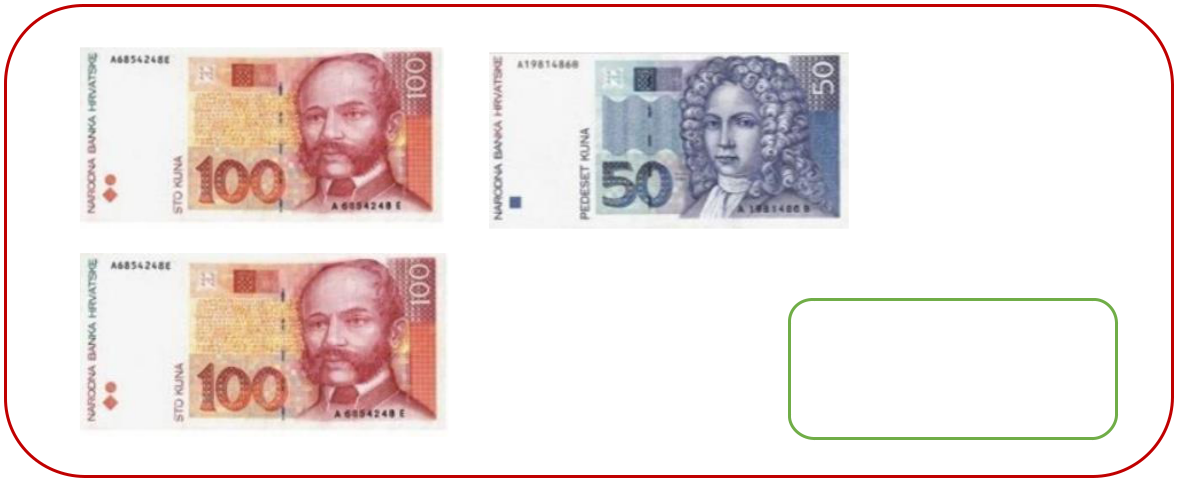 NARODNA BANKA HRVATSKE
A6854248E
STO KUNA
100
100
A 6854248 E
NARODNA BANKA HRVATSKE
A19814860
PEDESET KUNA
50
50
NARODNA BANKA HRVATSKE
A6854248E
STO KUNA
100
100
A 6854248 E